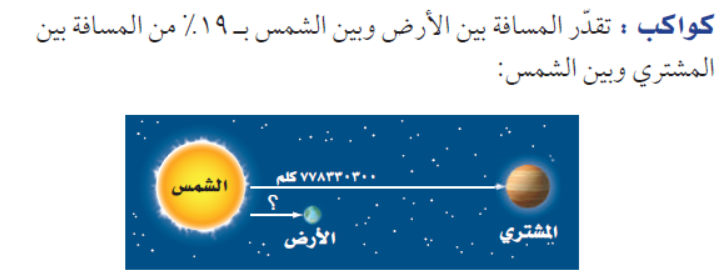 كواكب : تقدّر المسافة بين الأرض وبين الشمس بـ ١٩٪ من المسافة بين
المشتري وبين الشمس:
الشمس
٧٧٨٣٣٠٣٠٠ كلم
؟
الأرض
المشتري